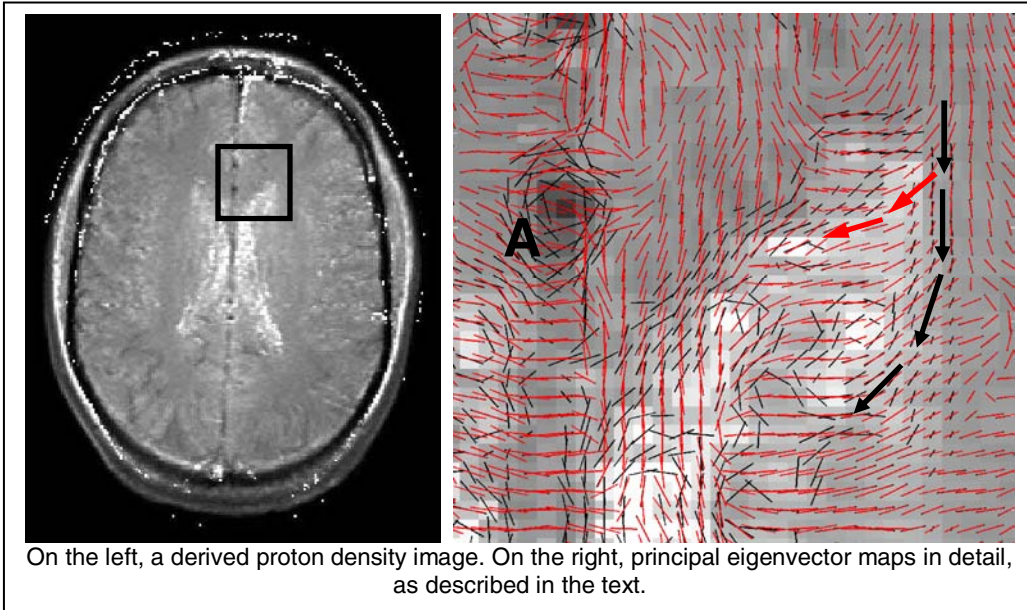 A
On the left, a derived proton density image. On the right, principal eigenvector maps in detail,
as described in the text.